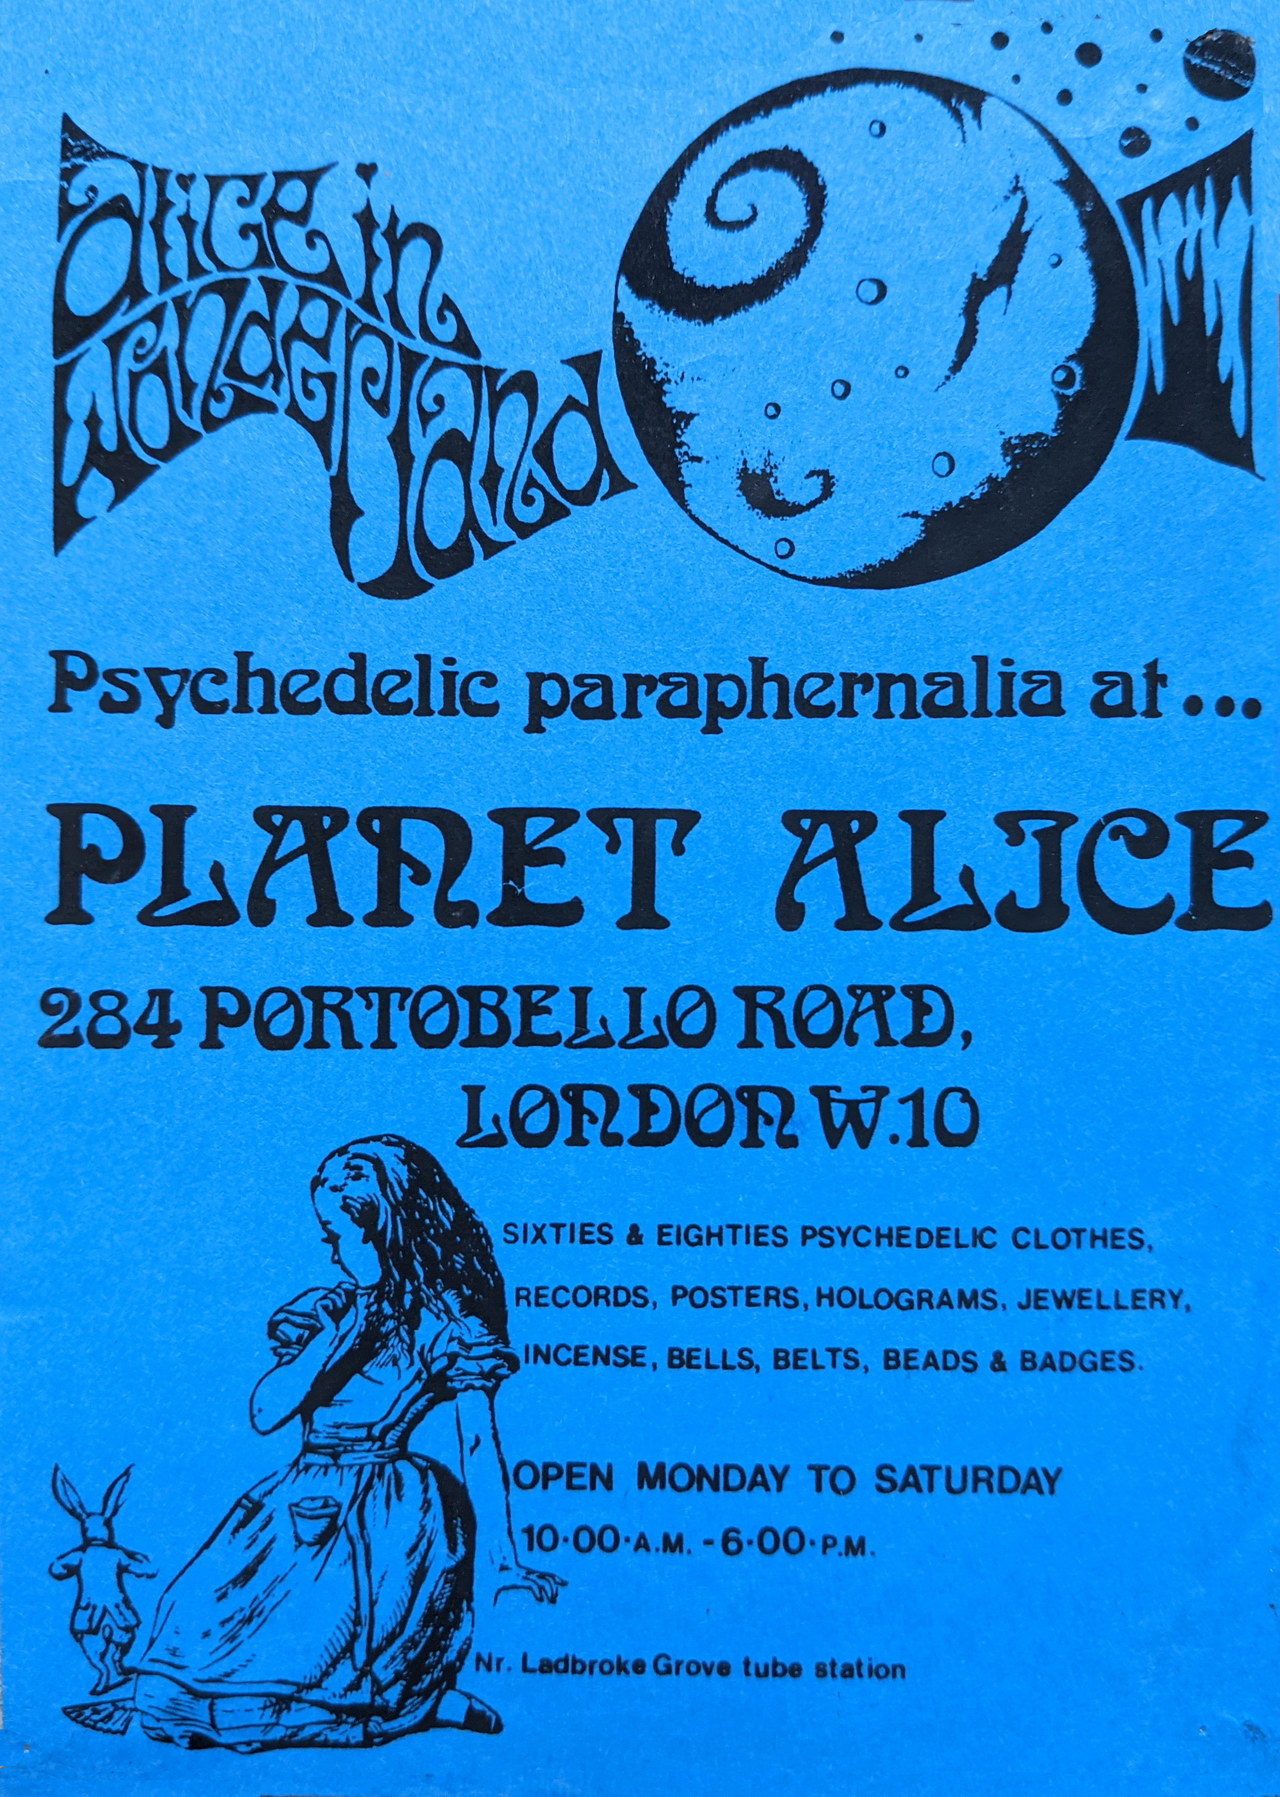 alice in
wonderland
Psychedelic paraphernalia at...
PLANET ALICE
284 PORTOBELLO ROAD,
LONDON W.10
SIXTIES & EIGHTIES PSYCHEDELIC CLOTHES,
RECORDS, POSTERS, HOLOGRAMS, JEWELLERY,
INCENSE, BELLS, BELTS, BEADS & BADGES.
OPEN MONDAY TO SATURDAY
10·00·A.M. - 6·00·P.M.
Nr. Ladbroke Grove tube station